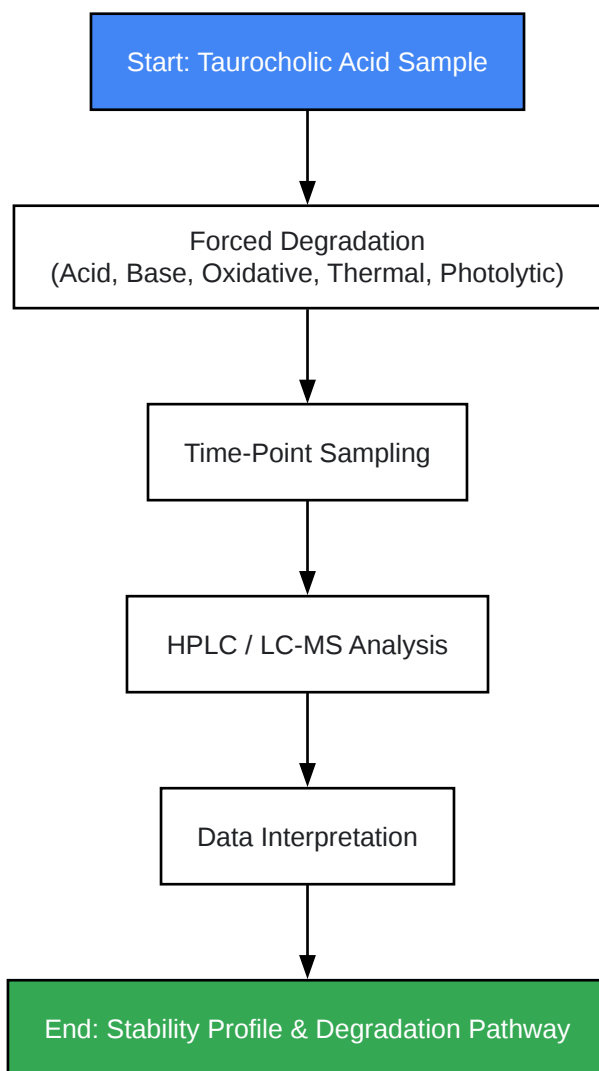 Start: Taurocholic Acid Sample
Forced Degradation
(Acid, Base, Oxidative, Thermal, Photolytic)
Time-Point Sampling
HPLC / LC-MS Analysis
Data Interpretation
End: Stability Profile & Degradation Pathway